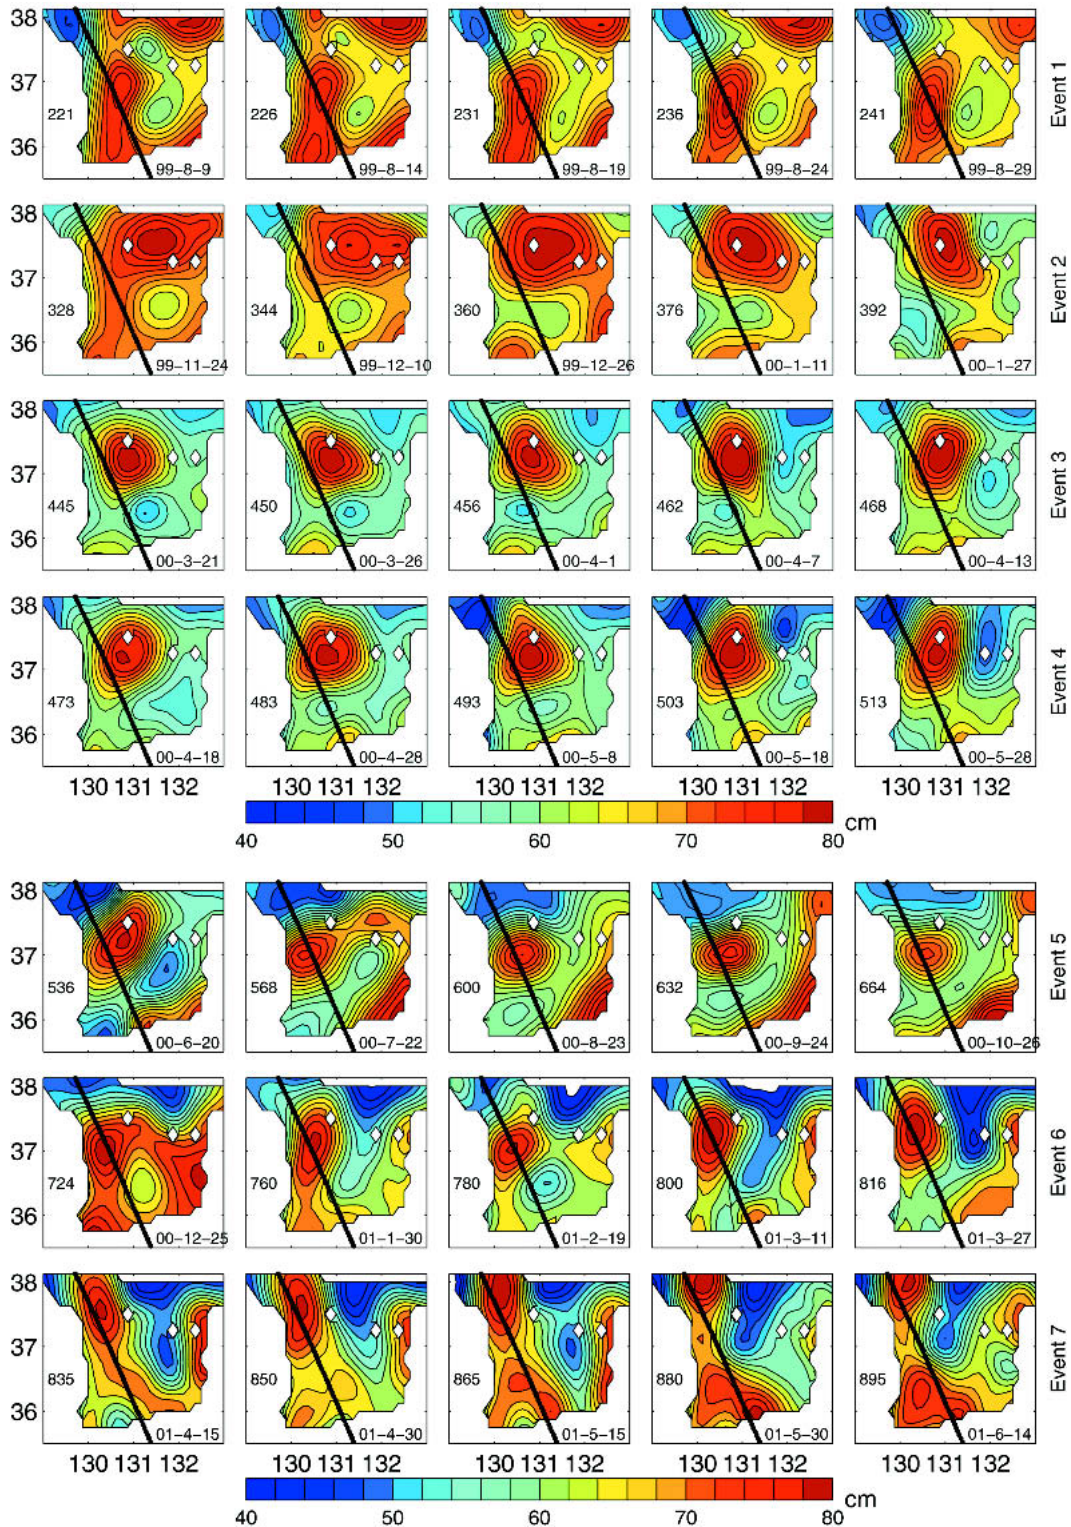 221 99-8-9
226 99-8-14
231 99-8-19
236 99-8-24
241 99-8-29
37
36
Event 1
328 99-11-24
344 99-12-10
360 99-12-26
376 00-1-11
392 00-1-27
38
37
36
Event 2
445 00-3-21
450 00-3-26
456 00-4-1
462 00-4-7
468 00-4-13
38
37
36
Event 3
473 00-4-18
483 00-4-28
493 00-5-8
503 00-5-18
513 00-5-28
38
37
36
Event 4
130 131 132
130 131 132
130 131 132
130 131 132
130 131 132
40 50 60 70 80 cm
536 00-6-20
568 00-7-22
600 00-8-23
632 00-9-24
664 00-10-26
38
37
36
Event 5
724 00-12-25
760 01-1-30
780 01-2-19
800 01-3-11
816 01-3-27
38
37
36
Event 6
835 01-4-15
850 01-4-30
865 01-5-15
880 01-5-30
895 01-6-14
38
37
36
Event 7
130 131 132
130 131 132
130 131 132
130 131 132
130 131 132
40 50 60 70 80 cm